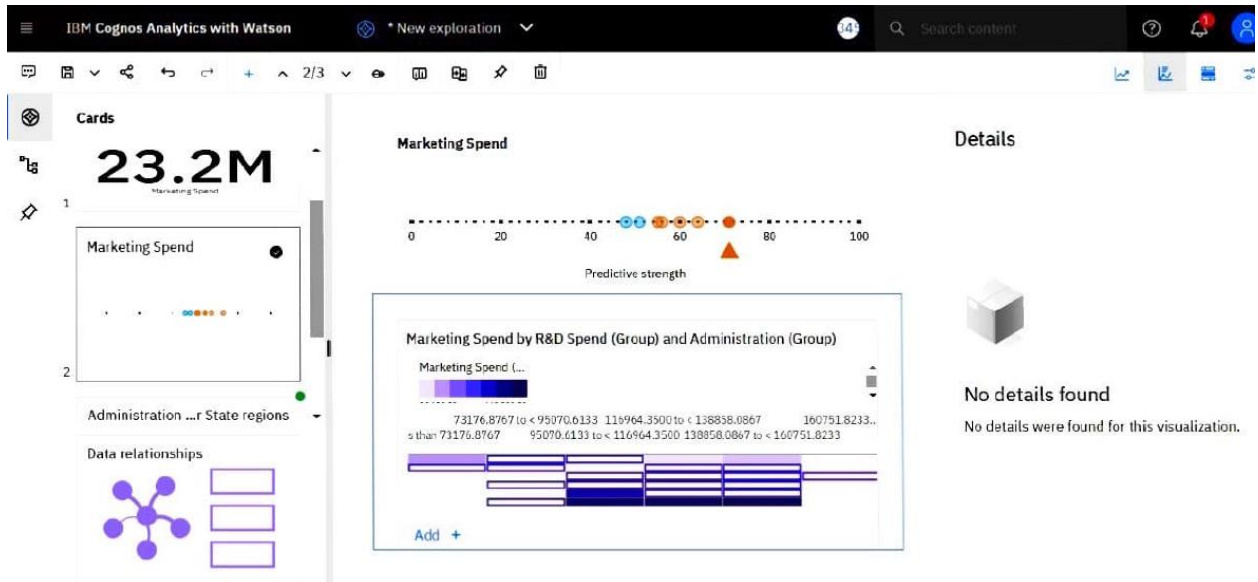 IBM Cognos Analytics with Watson
* New exploration
Search content
1
2/3
Cards
23.2M
Marketing Spend
1
Marketing Spend
2
Administration ...r State regions
Data relationships
Marketing Spend
0 20 40 60 80 100
Predictive strength
Marketing Spend by R&D Spend (Group) and Administration (Group)
Marketing Spend (...
73176.8767 to < 95070.6133 116964.3500 to < 138858.0867 160751.8233...
s than 73176.8767 95070.6133 to < 116964.3500 138858.0867 to < 160751.8233
Add +
Details
No details found
No details were found for this visualization.